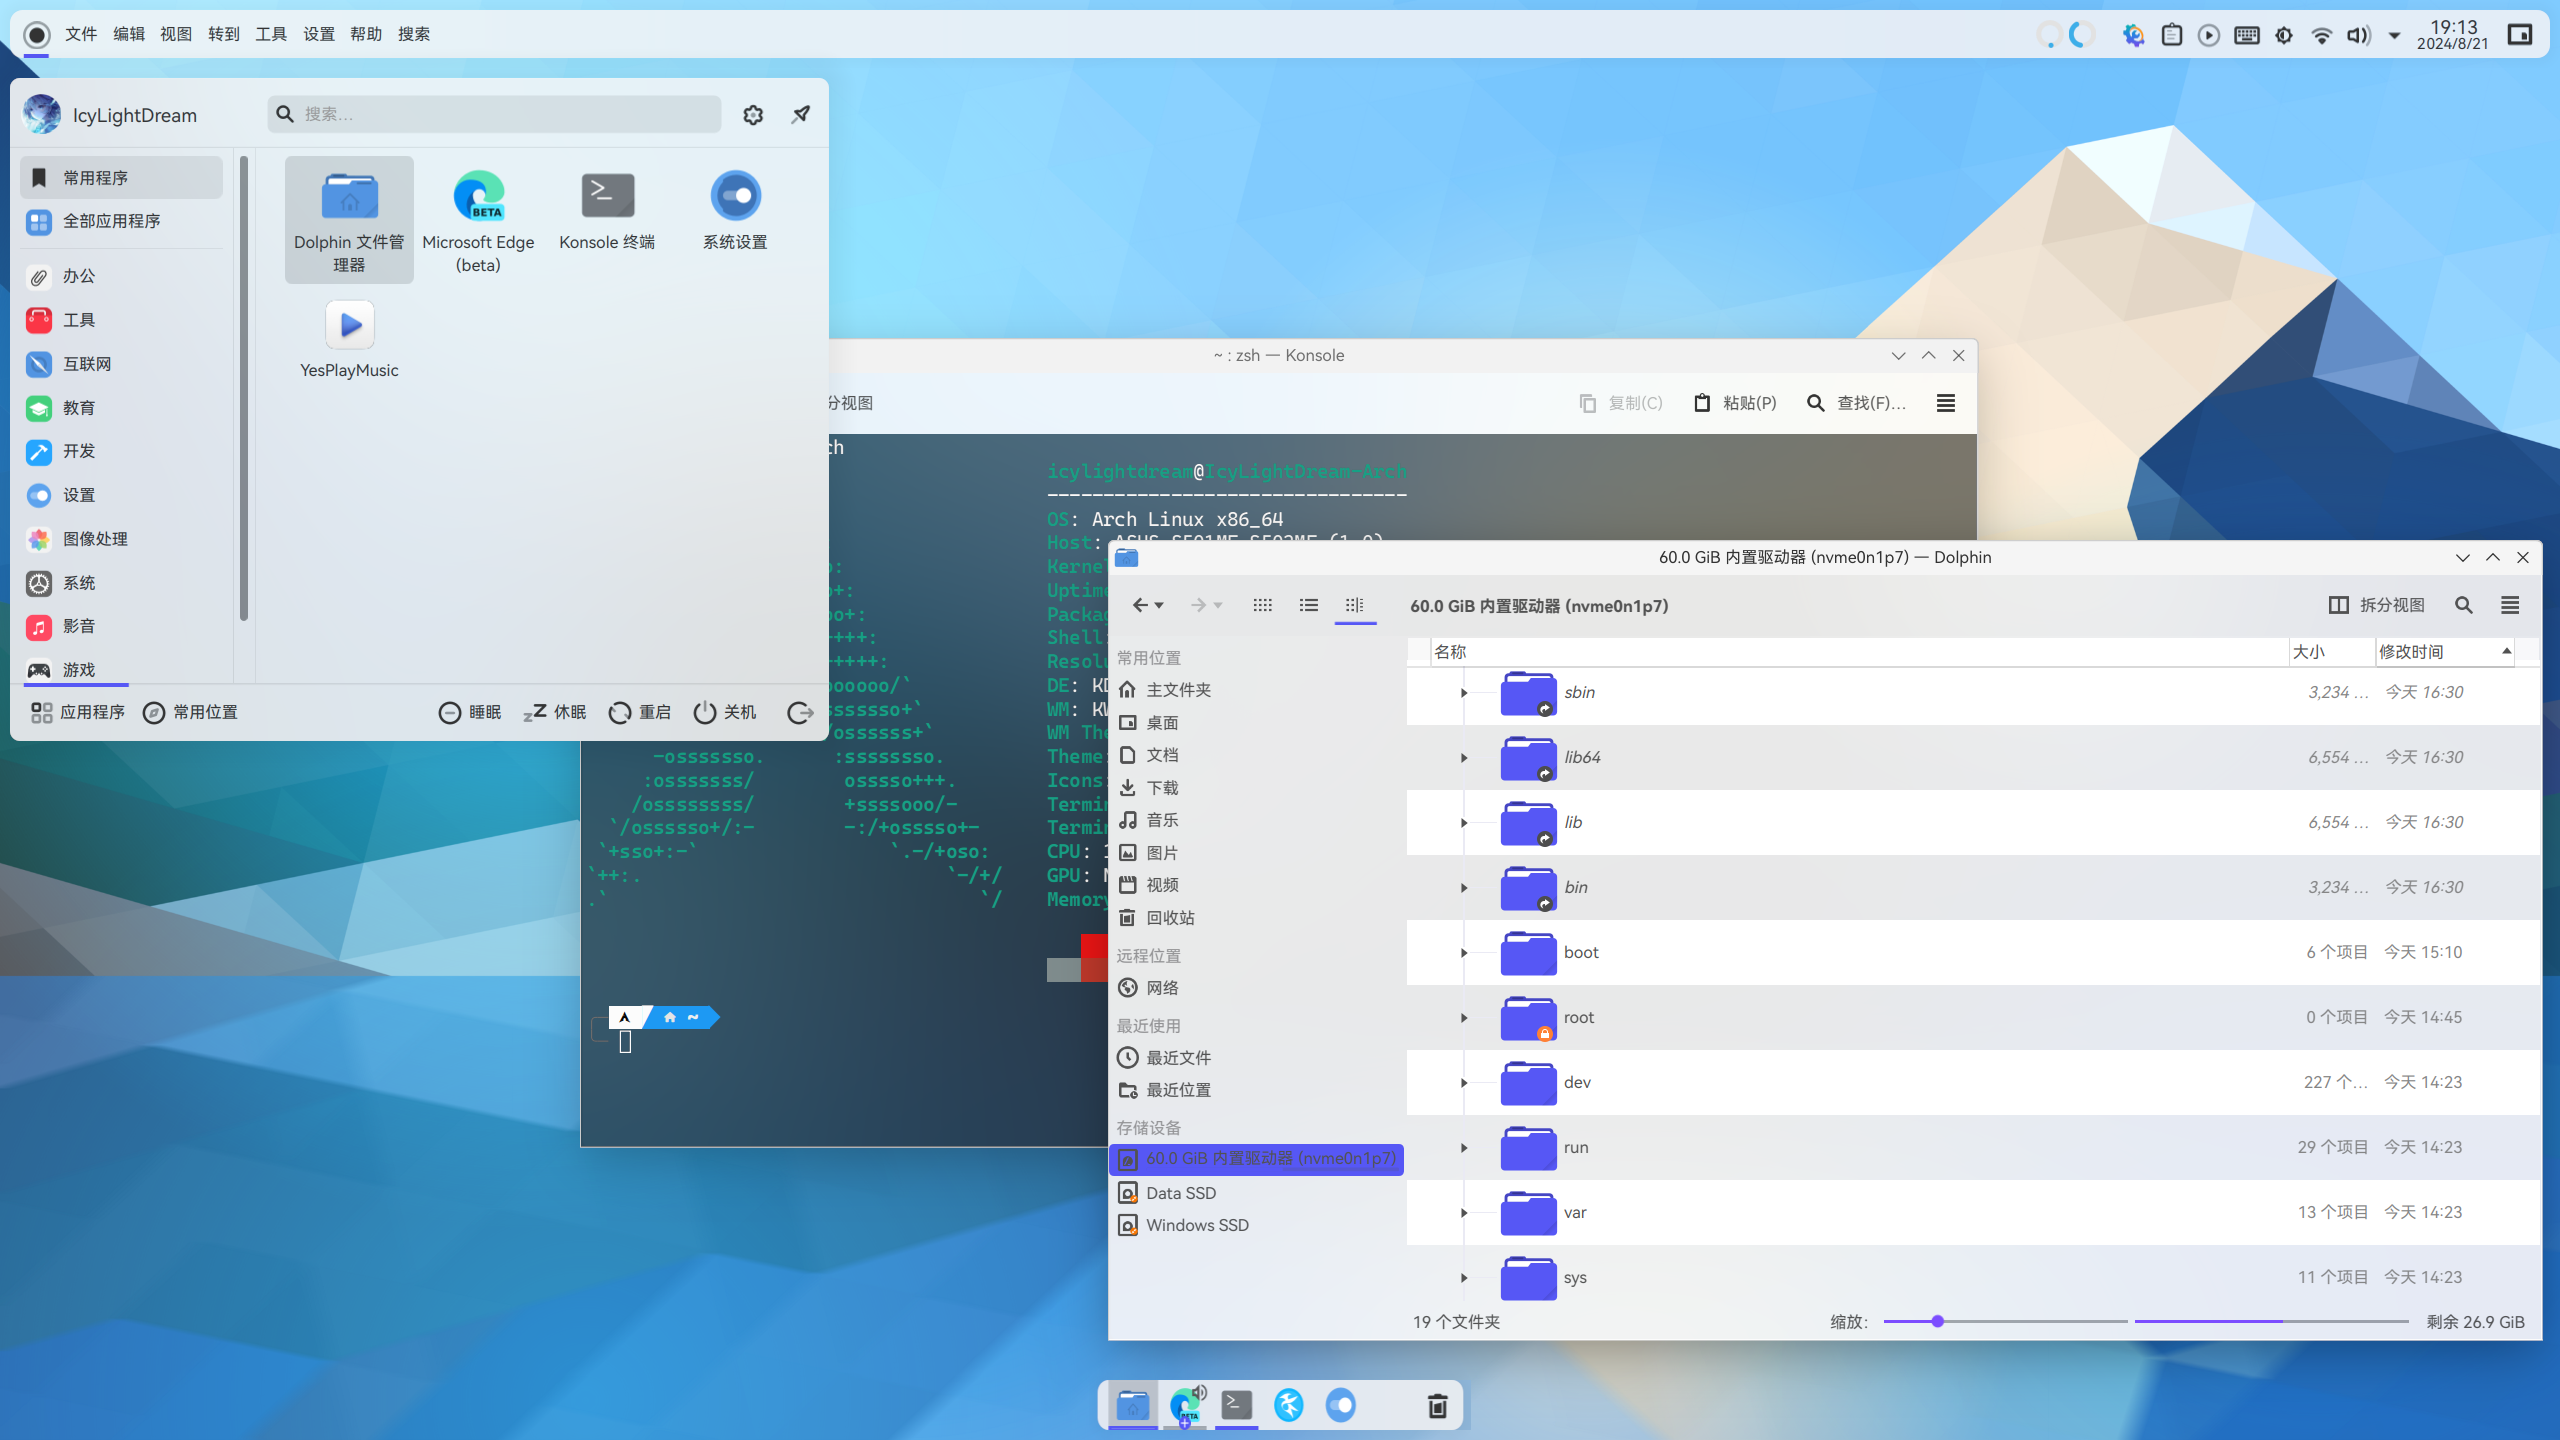 文件 编辑 视图 转到 工具 设置 帮助 搜索
19:13
2024/8/21
IcyLightDream
搜索...
常用程序
全部应用程序
办公
工具
互联网
教育
开发
设置
图像处理
系统
影音
游戏
Dolphin 文件管
理器
Microsoft Edge
(beta)
Konsole 终端
系统设置
YesPlayMusic
应用程序 常用位置 睡眠 休眠 重启 关机
~ : zsh — Konsole
分视图 复制(C) 粘贴(P) 查找(F)...
icylightdream@IcyLightDream-Arch
--------------------------------
OS: Arch Linux x86_64
Host:
o:
o+:
oo+:
+++:
+++++:
ooooo/`
ssssso+`
/ossssss+`
-osssssso. :ssssssso.
:osssssss/ osssso+++.
/ossssssss/ +ssssooo/-
`/ossssso+/:- -:/+osssso+-
`+sso+:-` `.-/+oso:
`++:. `-/+/
.` `/
DE:
WM:
CPU:
GPU:
~
60.0 GiB 内置驱动器 (nvme0n1p7) — Dolphin
60.0 GiB 内置驱动器 (nvme0n1p7) 拆分视图
常用位置
主文件夹
桌面
文档
下载
音乐
图片
视频
回收站
远程位置
网络
最近使用
最近文件
最近位置
存储设备
60.0 GiB 内置驱动器 (nvme0n1p7)
Data SSD
Windows SSD
名称 大小 修改时间
sbin 3,234 ... 今天 16:30
lib64 6,554 ... 今天 16:30
lib 6,554 ... 今天 16:30
bin 3,234 ... 今天 16:30
boot 6 个项目 今天 15:10
root 0 个项目 今天 14:45
dev 227 个... 今天 14:23
run 29 个项目 今天 14:23
var 13 个项目 今天 14:23
sys 11 个项目 今天 14:23
19 个文件夹 缩放： 剩余 26.9 GiB
BETA